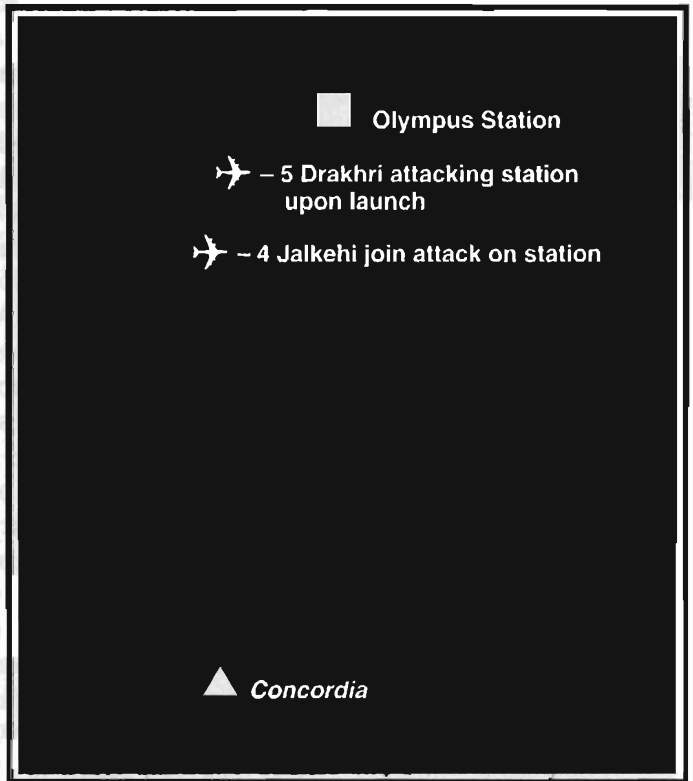 Olympus Station
– 5 Drakhri attacking station
upon launch
– 4 Jalkehi join attack on station
Concordia